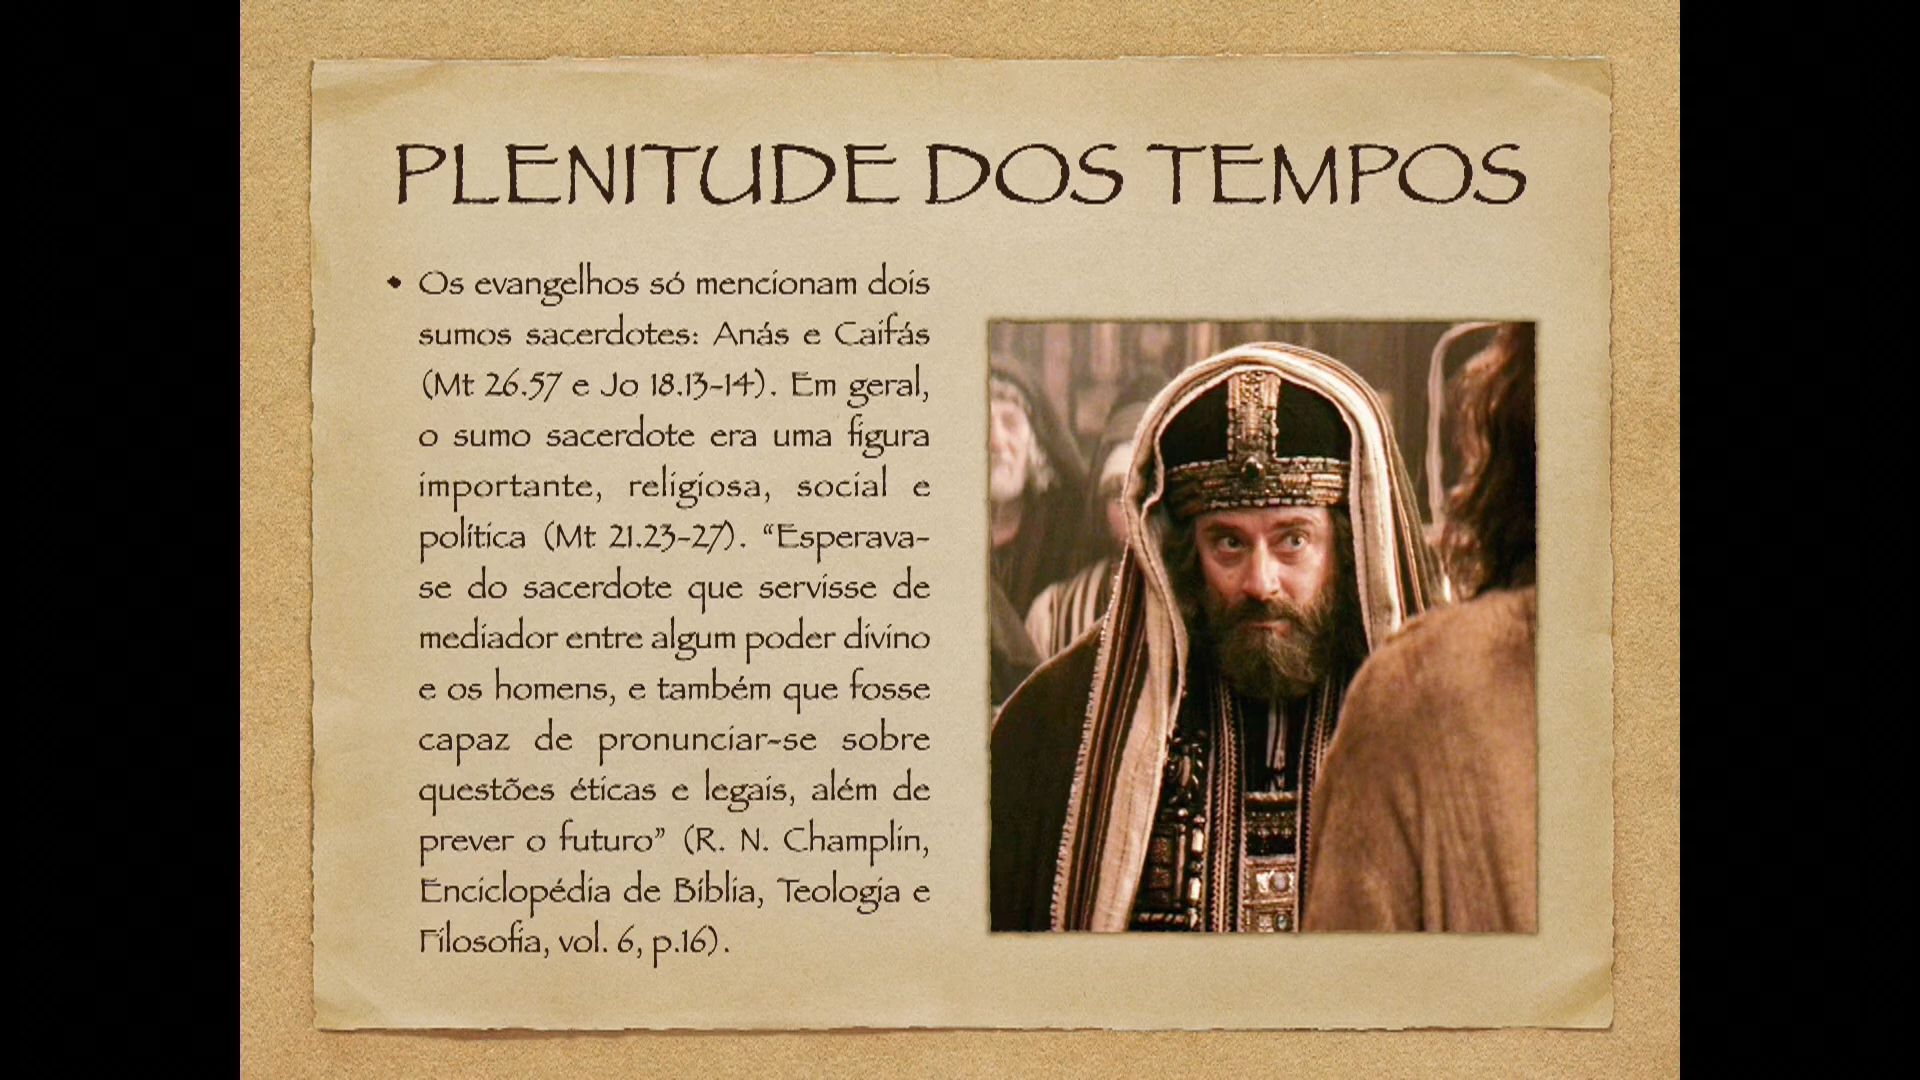 PLENITUDE DOS TEMPOS
• Os evangelhos só mencionam dois
sumos sacerdotes: Anás e Caifás
(Mt 26.57 e Jo 18.13-14). Em geral,
o sumo sacerdote era uma figura
importante, religiosa, social e
política (Mt 21.23-27). “Esperava-
se do sacerdote que servisse de
mediador entre algum poder divino
e os homens, e também que fosse
capaz de pronunciar-se sobre
questões éticas e legais, além de
prever o futuro” (R. N. Champlin,
Enciclopédia de Bíblia, Teologia e
Filosofia, vol. 6, p.16).